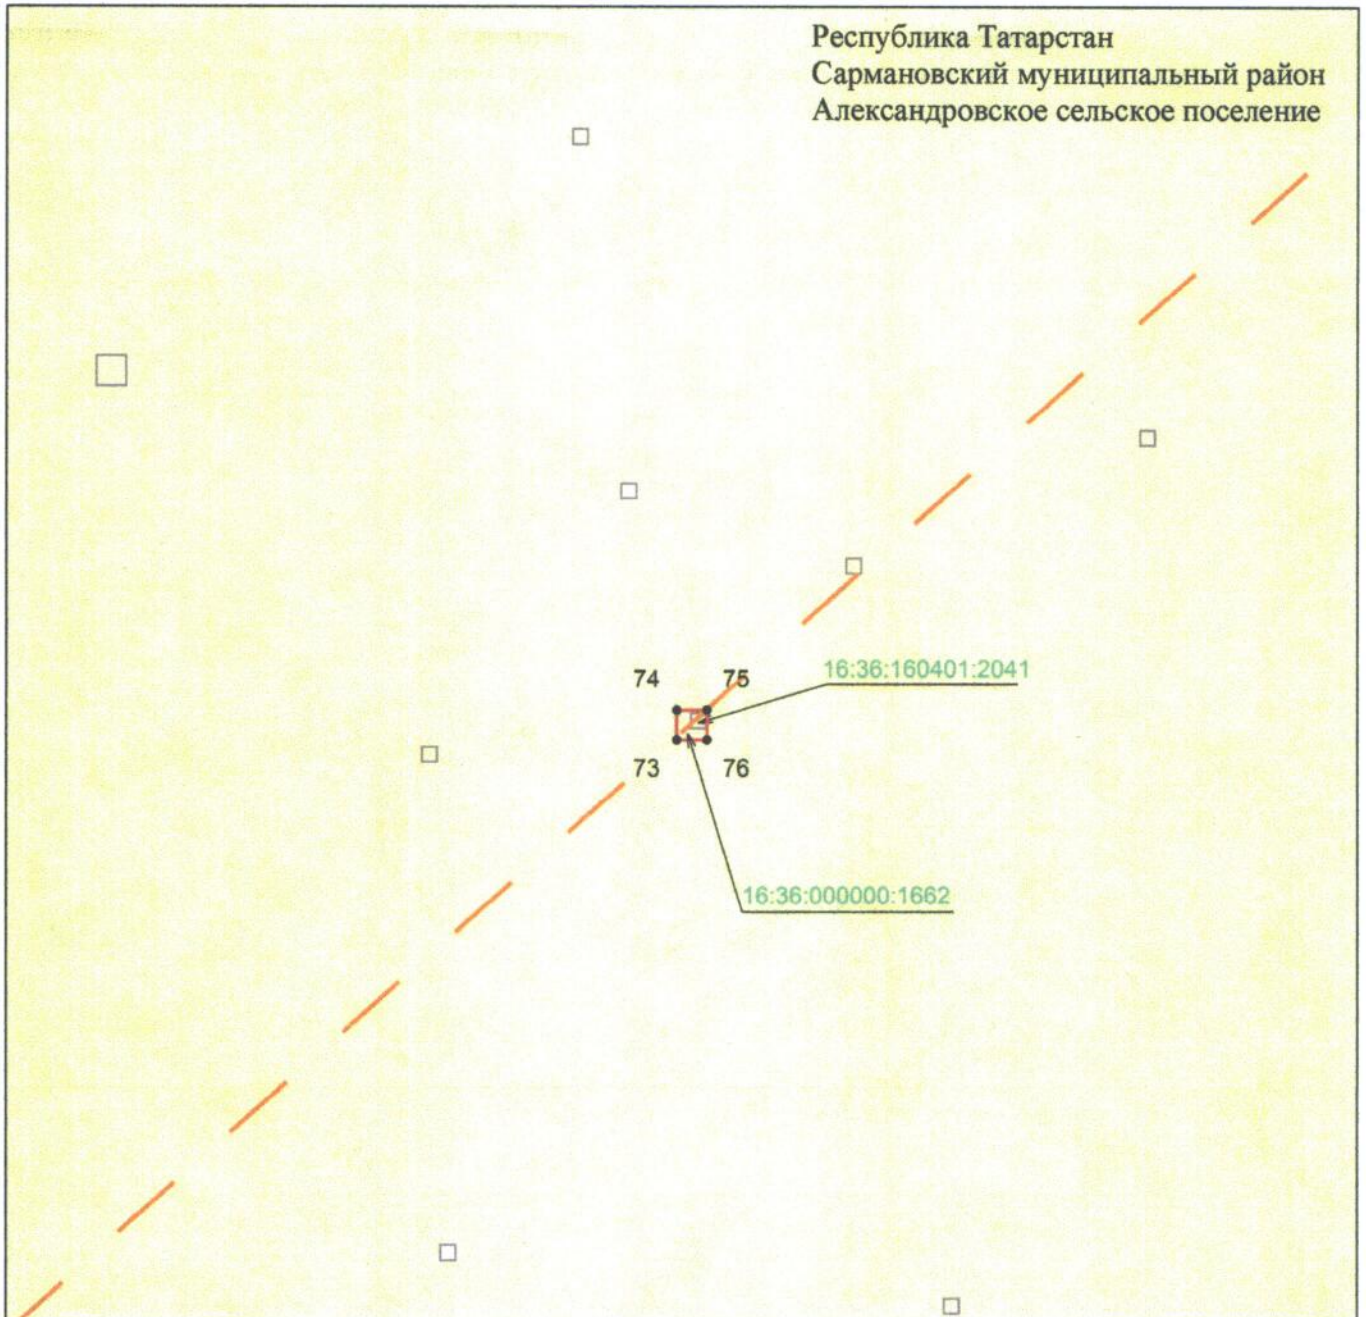 Республика Татарстан
Сармановский муниципальный район
Александровское сельское поселение
16:36:160401:2041
74 75
73 76
16:36:000000:1662